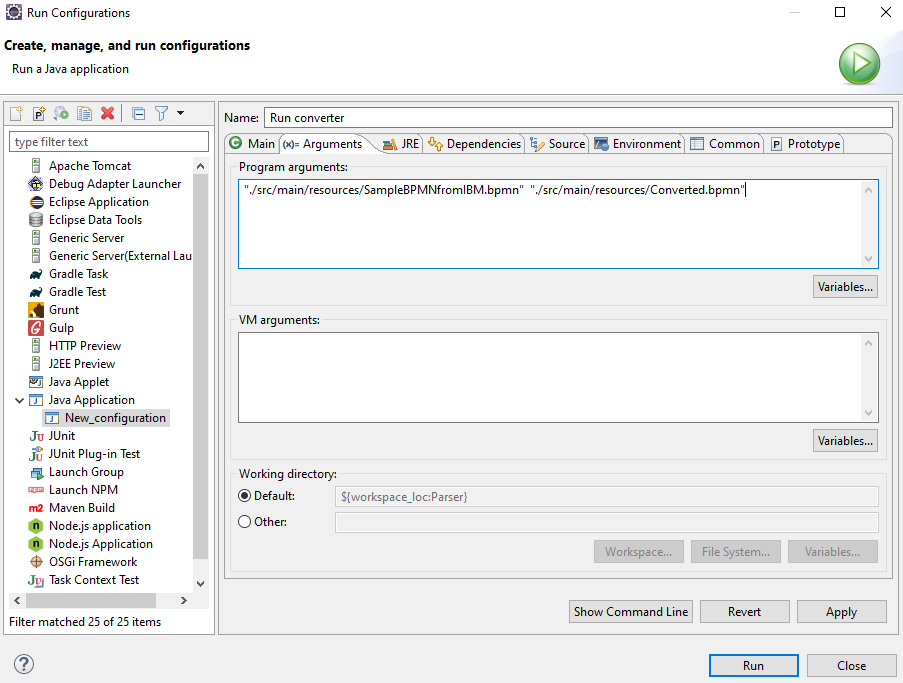 Run Configurations
Create, manage, and run configurations
Run a Java application
type filter text
Apache Tomcat
Debug Adapter Launcher
Eclipse Application
Eclipse Data Tools
Generic Server
Generic Server(External Lau
Gradle Task
Gradle Test
Grunt
Gulp
HTTP Preview
J2EE Preview
Java Applet
Java Application
New_configuration
JUnit
JUnit Plug-in Test
Launch Group
Launch NPM
Maven Build
Node.js application
Node.js Application
OSGi Framework
Task Context Test
Filter matched 25 of 25 items
Name: Run converter
Main (x)= Arguments JRE Dependencies Source Environment Common Prototype
Program arguments:
"./src/main/resources/SampleBPMNfromIBM.bpmn" "./src/main/resources/Converted.bpmn"
Variables...
VM arguments:
Variables...
Working directory:
Default: ${workspace_loc:Parser}
Other:
Workspace... File System... Variables...
Show Command Line Revert Apply
Run Close